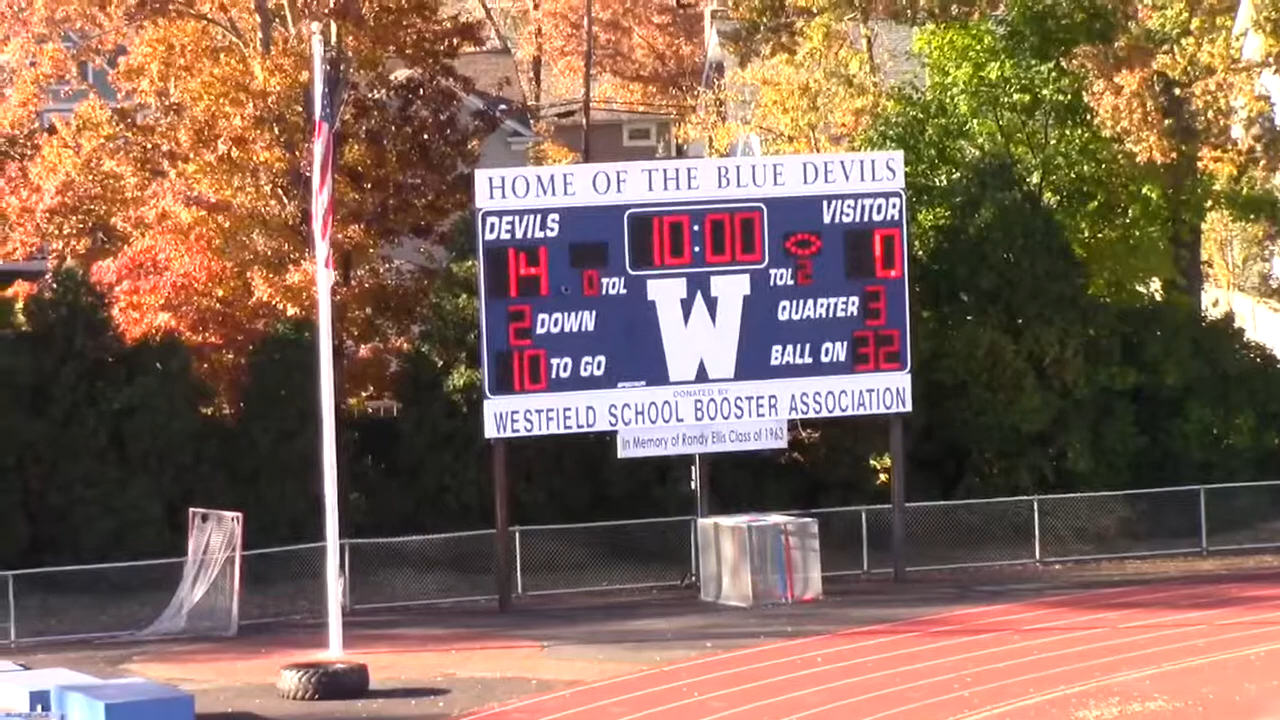 HOME OF THE BLUE DEVILS
DEVILS 10:00 VISITOR
14 0 TOL TOL 2 0
2 DOWN W QUARTER 3
10 TO GO BALL ON 32
DONATED BY
WESTFIELD SCHOOL BOOSTER ASSOCIATION
In Memory of Randy Ellis Class of 1963